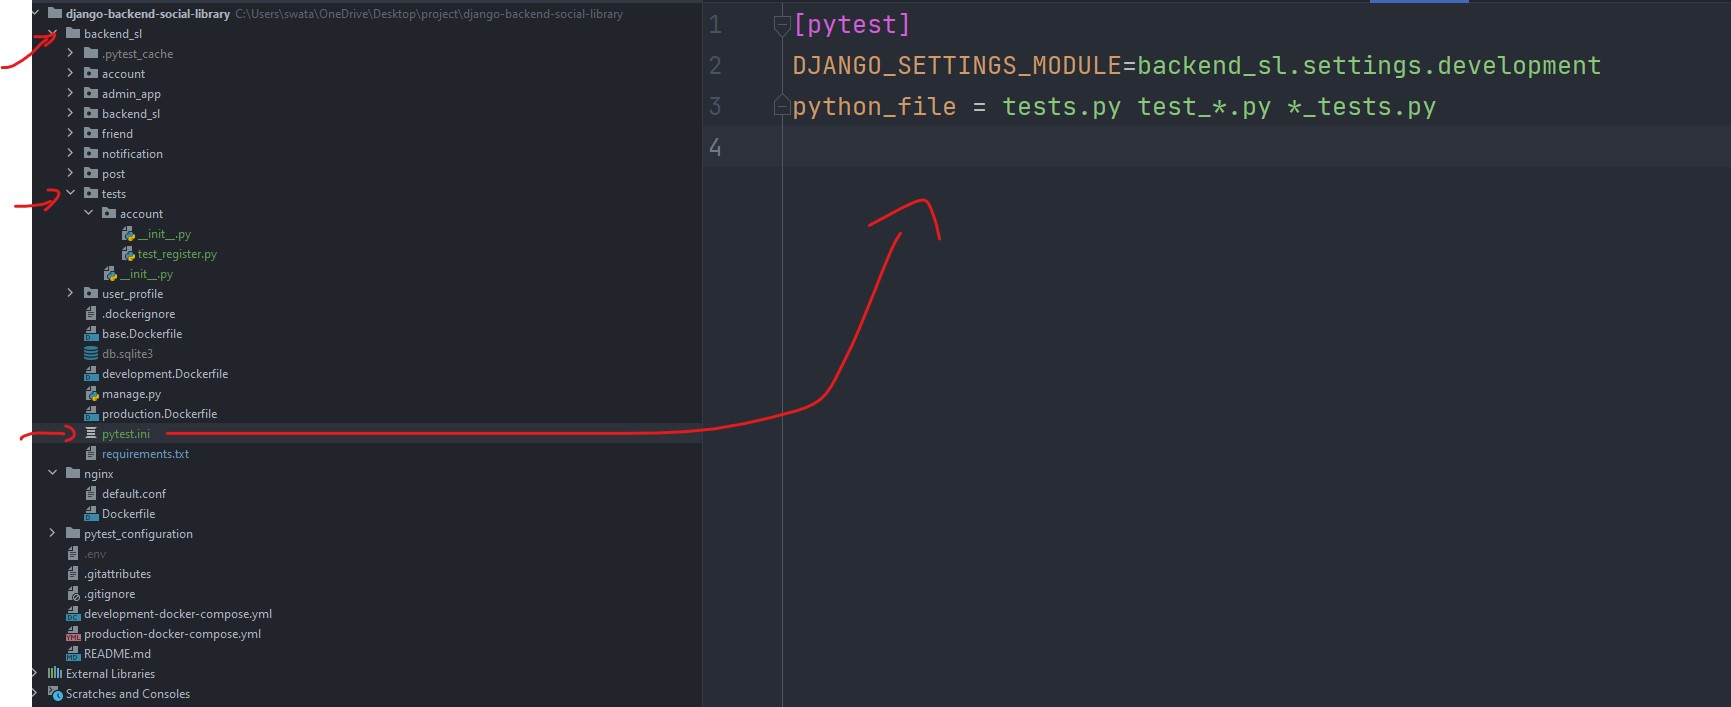 django-backend-social-library C:\Users\swata\OneDrive\Desktop\project\django-backend-social-library
backend_sl
.pytest_cache
account
admin_app
backend_sl
friend
notification
post
tests
account
__init__.py
test_register.py
__init__.py
user_profile
.dockerignore
base.Dockerfile
db.sqlite3
development.Dockerfile
manage.py
production.Dockerfile
pytest.ini
requirements.txt
nginx
default.conf
Dockerfile
pytest_configuration
.env
.gitattributes
.gitignore
development-docker-compose.yml
production-docker-compose.yml
README.md
External Libraries
Scratches and Consoles
1 [pytest]
2 DJANGO_SETTINGS_MODULE=backend_sl.settings.development
3 python_file = tests.py test_*.py *_tests.py
4